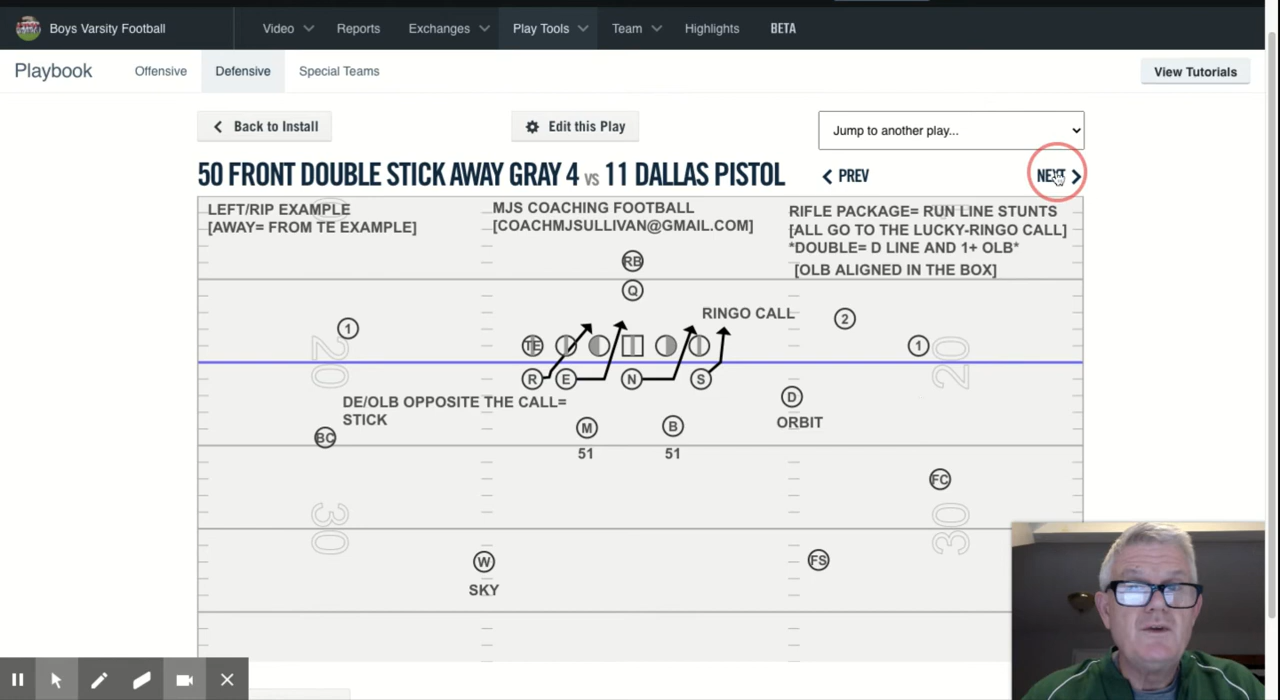 Boys Varsity Football
Video
Reports
Exchanges
Play Tools
Team
Highlights
BETA
Playbook
Offensive
Defensive
Special Teams
View Tutorials
Back to Install
Edit this Play
Jump to another play...
50 FRONT DOUBLE STICK AWAY GRAY 4 VS 11 DALLAS PISTOL
PREV
NEXT
LEFT/RIP EXAMPLE
[AWAY= FROM TE EXAMPLE]
MJS COACHING FOOTBALL
[COACHMJSULLIVAN@GMAIL.COM]
RIFLE PACKAGE= RUN LINE STUNTS
[ALL GO TO THE LUCKY-RINGO CALL]
*DOUBLE= D LINE AND 1+ OLB*
[OLB ALIGNED IN THE BOX]
RB
Q
RINGO CALL
1
2
1
TE
20
20
R
E
N
S
DE/OLB OPPOSITE THE CALL=
STICK
D
ORBIT
BC
M
B
51
51
FC
30
30
W
SKY
FS